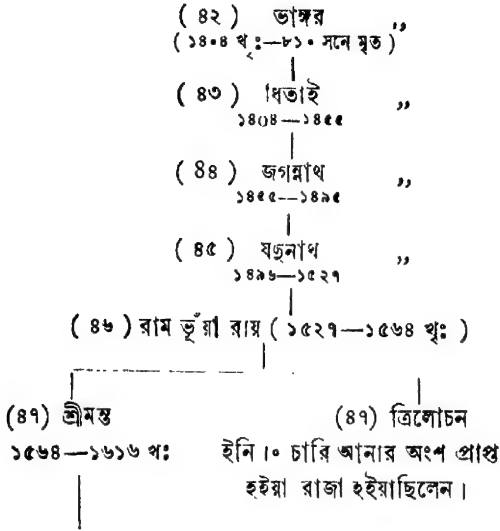 ( ৪২ ) ভাঙ্গর ,,
( ১৪০৪ খৃঃ—৮১০ সনে মৃত )
( ৪৩ ) ধিতাই ,,
১৪০৪—১৪৫৫
( ৪৪ ) জগন্নাথ ,,
১৪৫৫--১৪৯৫
( ৪৫ ) যদুনাথ ,,
১৪৯৬—১৫২৭
( ৪৬ ) রাম ভূঁয়া রায় ( ১৫২৭—১৫৬৪ খৃঃ )
(৪৭) শ্রীমন্ত (৪৭) ত্রিলোচন
১৫৬৪—১৬১৬ খৃঃ ইনি ।০ চারি আনার অংশ প্রাপ্ত
হইয়া রাজা হইয়াছিলেন ।